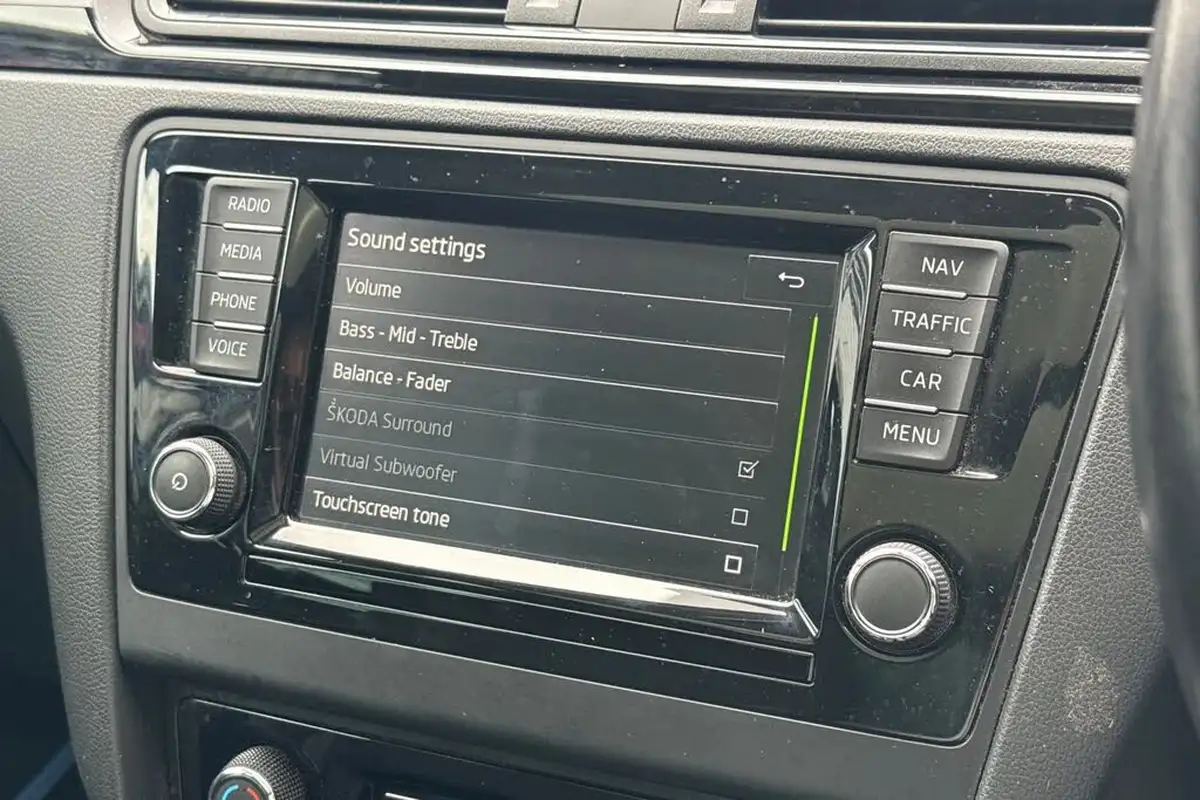 RADIO
MEDIA
PHONE
VOICE
Sound settings
Volume
Bass - Mid - Treble
Balance - Fader
ŠKODA Surround
Virtual Subwoofer
Touchscreen tone
NAV
TRAFFIC
CAR
MENU